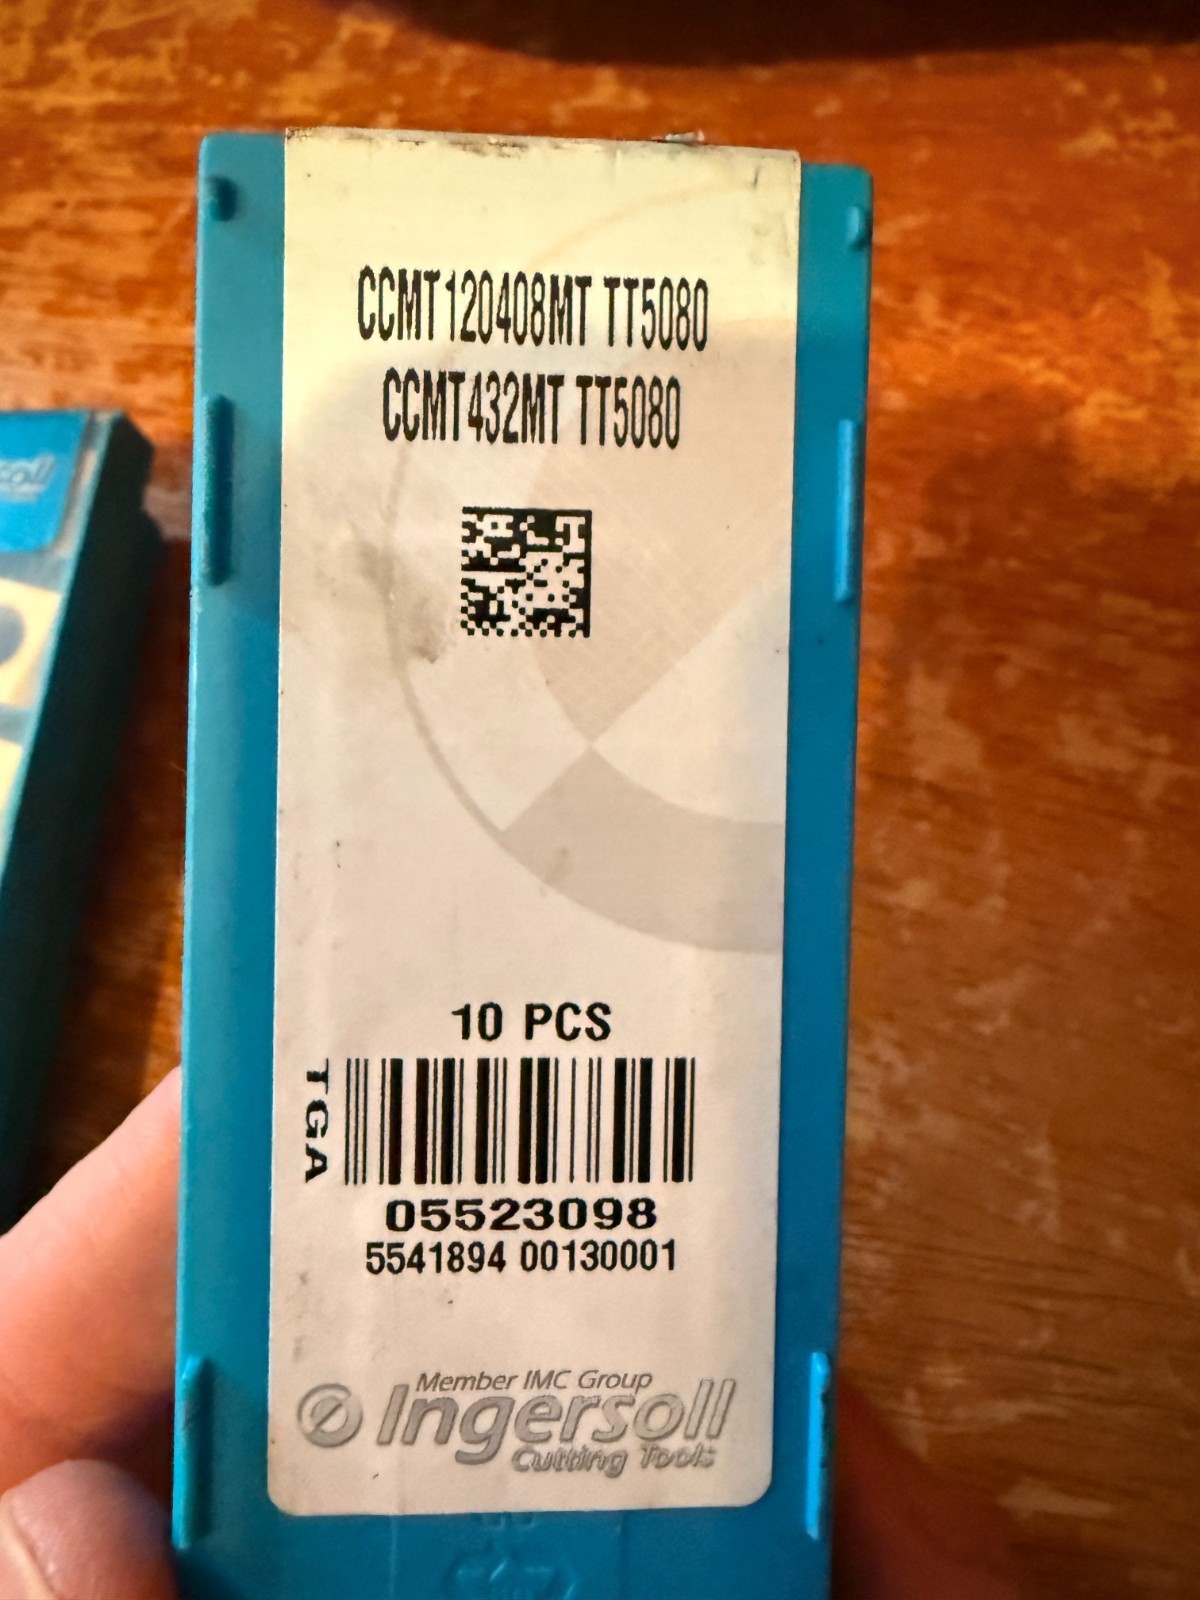 CCMT120408MT TT5080
CCMT432MT TT5080
10 PCS
TGA
05523098
5541894 00130001
Member IMC Group
Ingersoll
Cutting Tools